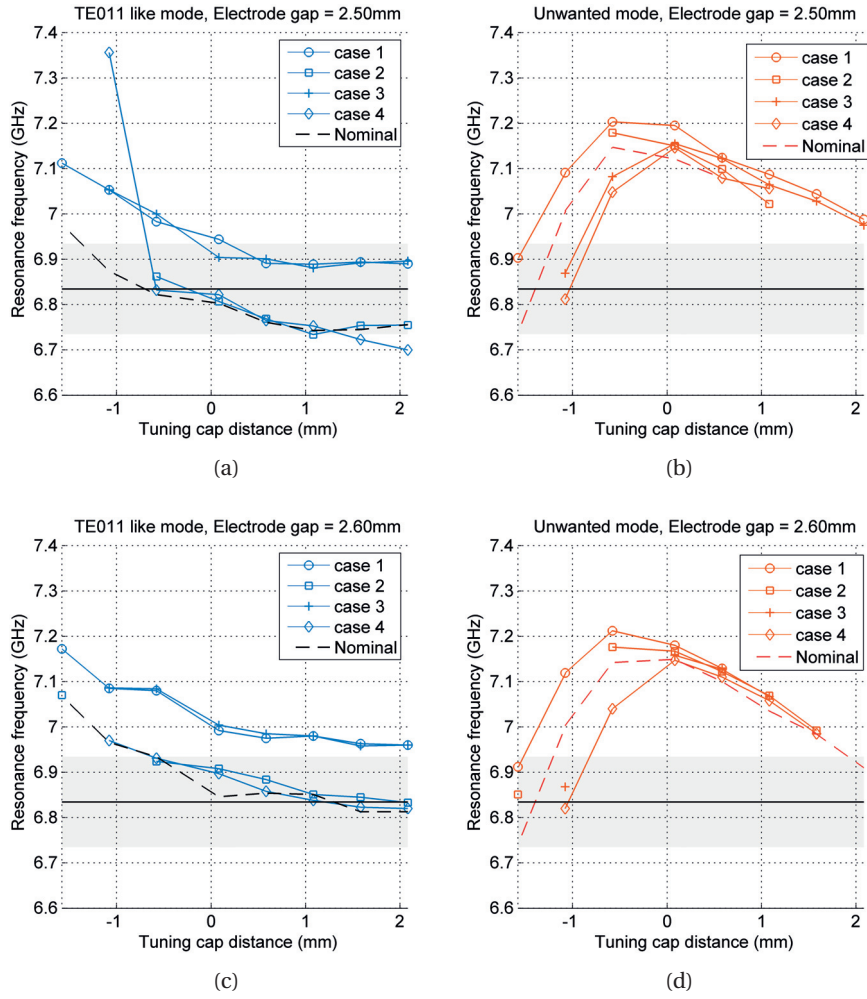 TE011 like mode, Electrode gap = 2.50mm
Resonance frequency (GHz)
7.4
7.3
7.2
7.1
7
6.9
6.8
6.7
6.6
case 1
case 2
case 3
case 4
Nominal
-1
0
1
2
Tuning cap distance (mm)
(a)
Unwanted mode, Electrode gap = 2.50mm
Resonance frequency (GHz)
7.4
7.3
7.2
7.1
7
6.9
6.8
6.7
6.6
case 1
case 2
case 3
case 4
Nominal
-1
0
1
2
Tuning cap distance (mm)
(b)
TE011 like mode, Electrode gap = 2.60mm
Resonance frequency (GHz)
7.4
7.3
7.2
7.1
7
6.9
6.8
6.7
6.6
case 1
case 2
case 3
case 4
Nominal
-1
0
1
2
Tuning cap distance (mm)
(c)
Unwanted mode, Electrode gap = 2.60mm
Resonance frequency (GHz)
7.4
7.3
7.2
7.1
7
6.9
6.8
6.7
6.6
case 1
case 2
case 3
case 4
Nominal
-1
0
1
2
Tuning cap distance (mm)
(d)